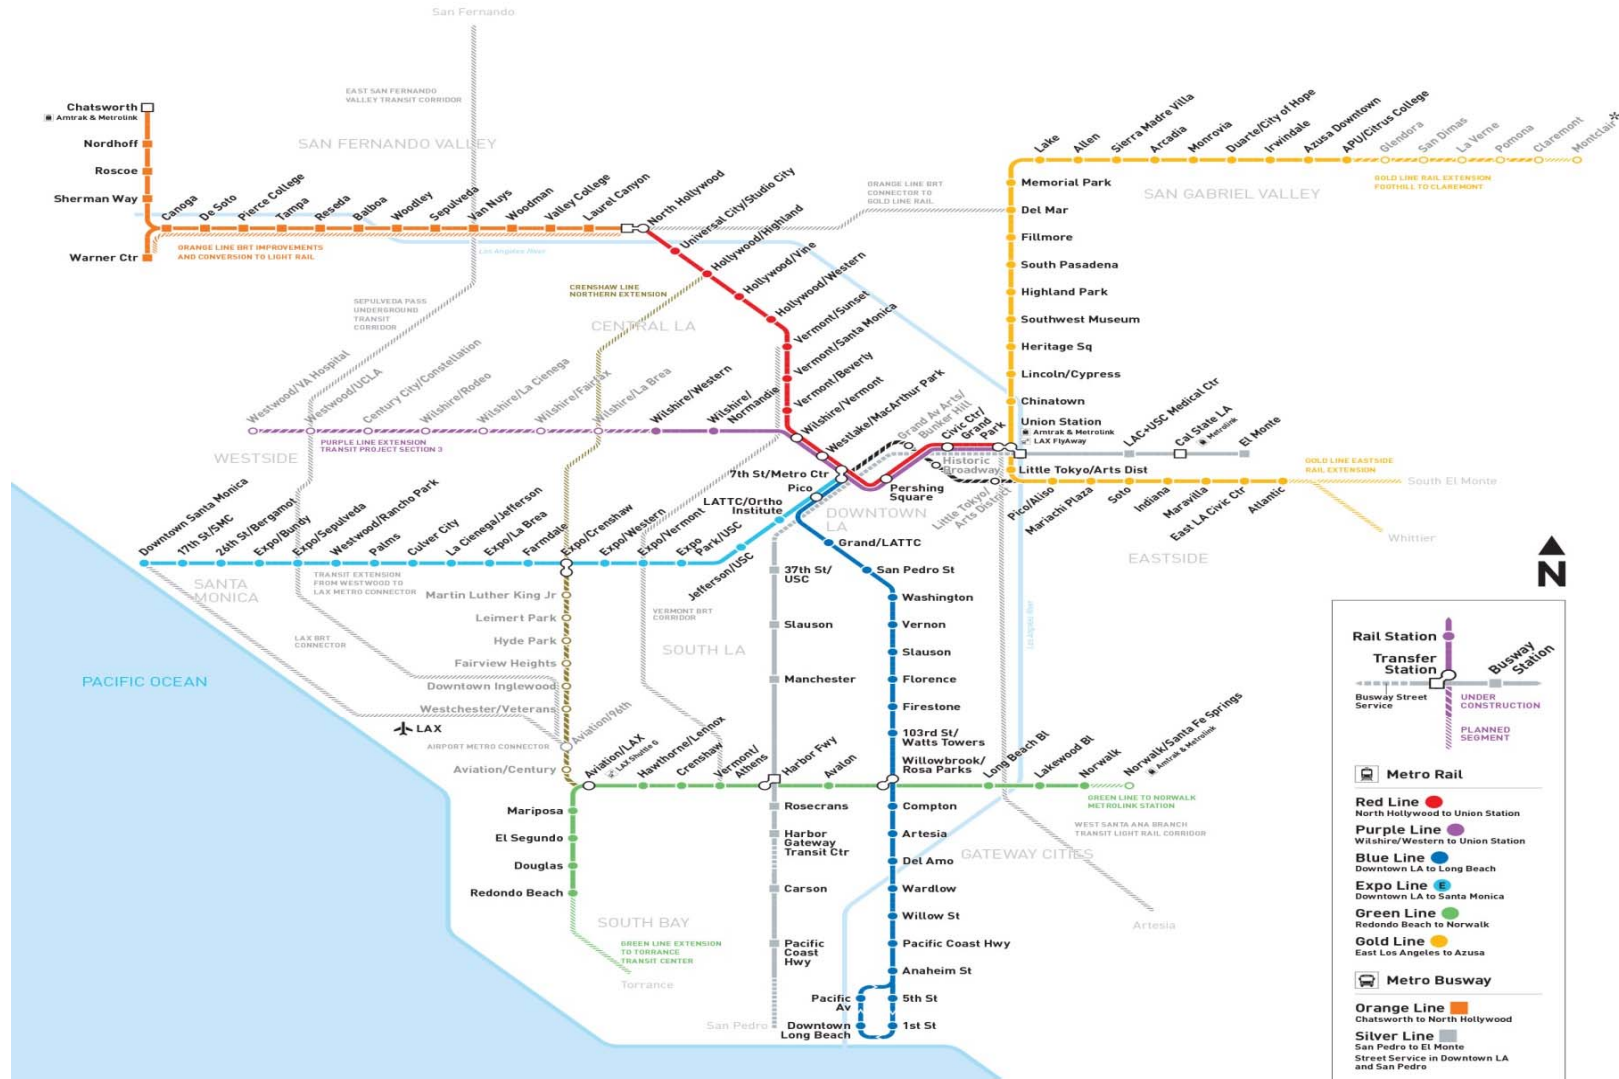 San Fernando
EAST SAN FERNANDO
VALLEY TRANSIT CORRIDOR
SAN FERNANDO VALLEY
Chatsworth
Amtrak & Metrolink
Nordhoff
Roscoe
Sherman Way
Warner Ctr
Canoga
De Soto
Pierce College
Tampa
Reseda
Balboa
Woodley
Sepulveda
Van Nuys
Woodman
Valley College
Laurel Canyon
North Hollywood
ORANGE LINE BRT IMPROVEMENTS
AND CONVERSION TO LIGHT RAIL
Los Angeles River
Universal City/Studio City
Hollywood/Highland
Hollywood/Vine
Hollywood/Western
Vermont/Sunset
Vermont/Santa Monica
Vermont/Beverly
Wilshire/Vermont
Westlake/MacArthur Park
ORANGE LINE BRT
CONNECTOR TO
GOLD LINE RAIL
CRENSHAW LINE
NORTHERN EXTENSION
CENTRAL LA
SEPULVEDA PASS
UNDERGROUND
TRANSIT
CORRIDOR
Lake
Allen
Sierra Madre Villa
Arcadia
Monrovia
Duarte/City of Hope
Irwindale
Azusa Downtown
APU/Citrus College
Glendora
San Dimas
La Verne
Pomona
Claremont
Montclair*
GOLD LINE RAIL EXTENSION
FOOTHILL TO CLAREMONT
SAN GABRIEL VALLEY
Memorial Park
Del Mar
Fillmore
South Pasadena
Highland Park
Southwest Museum
Heritage Sq
Lincoln/Cypress
Chinatown
Union Station
Amtrak & Metrolink
LAX FlyAway
LAC+USC Medical Ctr
Cal State LA
Metrolink
El Monte
Little Tokyo/Arts Dist
GOLD LINE EASTSIDE
RAIL EXTENSION
South El Monte
Whittier
Pico/Aliso
Mariachi Plaza
Soto
Indiana
Maravilla
East LA Civic Ctr
Atlantic
EASTSIDE
Westwood/VA Hospital
Westwood/UCLA
Century City/Constellation
Wilshire/Rodeo
Wilshire/La Cienega
Wilshire/Fairfax
Wilshire/La Brea
Wilshire/Western
Wilshire/
Normandie
PURPLE LINE EXTENSION
TRANSIT PROJECT SECTION 3
WESTSIDE
Grand Av Arts/
Bunker Hill
Civic Ctr/
Grand
Park
Historic
Broadway
Little Tokyo/
Arts District
7th St/Metro Ctr
Pico
Pershing
Square
DOWNTOWN
LA
LATTC/Ortho
Institute
Downtown Santa Monica
17th St/SMC
26th St/Bergamot
Expo/Bundy
Expo/Sepulveda
Westwood/Rancho Park
Palms
Culver City
La Cienega/Jefferson
Expo/La Brea
Farmdale
Expo/Crenshaw
Expo/Western
Expo/Vermont
Expo
Park/USC
Jefferson/USC
SANTA
MONICA
TRANSIT EXTENSION
FROM WESTWOOD TO
LAX METRO CONNECTOR
LAX BRT
CONNECTOR
VERMONT BRT
CORRIDOR
SOUTH LA
PACIFIC OCEAN
Martin Luther King Jr
Leimert Park
Hyde Park
Fairview Heights
Downtown Inglewood
Westchester/Veterans
Aviation/96th
LAX
AIRPORT METRO CONNECTOR
Aviation/Century
Aviation/LAX
LAX Shuttle G
Hawthorne/Lennox
Crenshaw
Vermont/
Athens
Harbor Fwy
Avalon
Willowbrook/
Rosa Parks
Long Beach Bl
Lakewood Bl
Norwalk
Norwalk/Santa Fe Springs
Amtrak & Metrolink
GREEN LINE TO NORWALK
METROLINK STATION
WEST SANTA ANA BRANCH
TRANSIT LIGHT RAIL CORRIDOR
GATEWAY CITIES
Artesia
Mariposa
El Segundo
Douglas
Redondo Beach
SOUTH BAY
GREEN LINE EXTENSION
TO TORRANCE
TRANSIT CENTER
Torrance
37th St/
USC
Slauson
Manchester
Rosecrans
Harbor
Gateway
Transit Ctr
Carson
Pacific
Coast
Hwy
San Pedro
Grand/LATTC
San Pedro St
Washington
Vernon
Slauson
Florence
Firestone
103rd St/
Watts Towers
Compton
Artesia
Del Amo
Wardlow
Willow St
Pacific Coast Hwy
Anaheim St
5th St
1st St
Pacific
Av
Downtown
Long Beach
Los Angeles River
N
Rail Station
Transfer
Station
Busway
Station
Busway Street
Service
UNDER
CONSTRUCTION
PLANNED
SEGMENT
Metro Rail
Red Line
North Hollywood to Union Station
Purple Line
Wilshire/Western to Union Station
Blue Line
Downtown LA to Long Beach
Expo Line E
Downtown LA to Santa Monica
Green Line
Redondo Beach to Norwalk
Gold Line
East Los Angeles to Azusa
Metro Busway
Orange Line
Chatsworth to North Hollywood
Silver Line
San Pedro to El Monte
Street Service in Downtown LA
and San Pedro